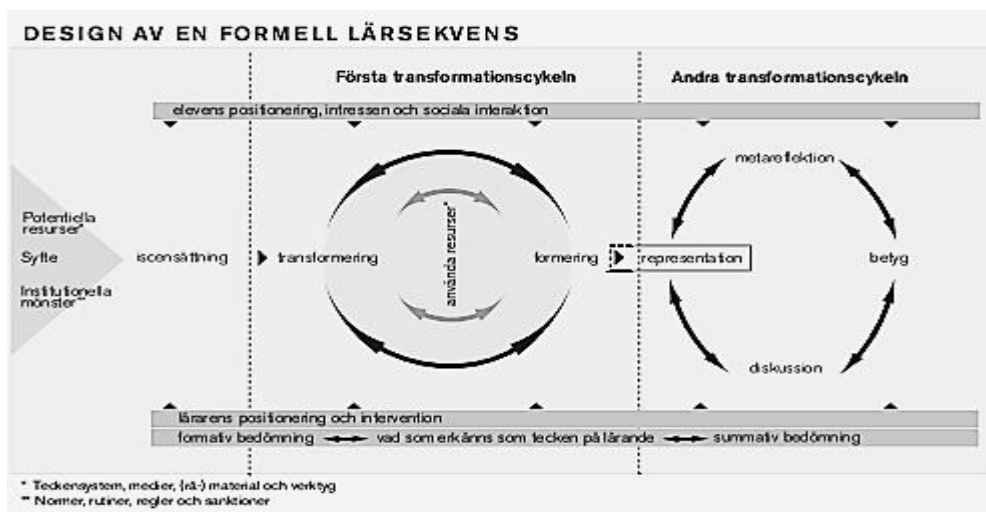 DESIGN AV EN FORMELL LÄRSEKVENS
Första transformationscykeln
Andra transformationscykeln
elevens positionering, intressen och sociala interaktion
Potentiella
resurser*
Syfte
Institutionella
mönster**
iscensättning
transformering
använda resurser*
formering
representation
metareflektion
betyg
diskussion
lärarens positionering och intervention
formativ bedömning
vad som erkänns som tecken på lärande
summativ bedömning
* Teckensystem, medier, (rå-) material och verktyg
** Normer, rutiner, regler och sanktioner